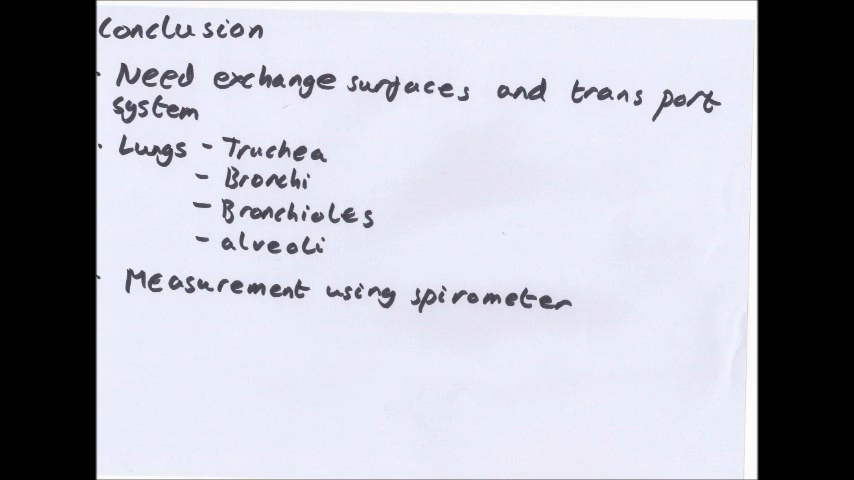 Conclusion
· Need exchange surfaces and transport
system
· Lungs - Truchea
- Bronchi
- Bronchioles
- alveoli
· Measurement using spirometer